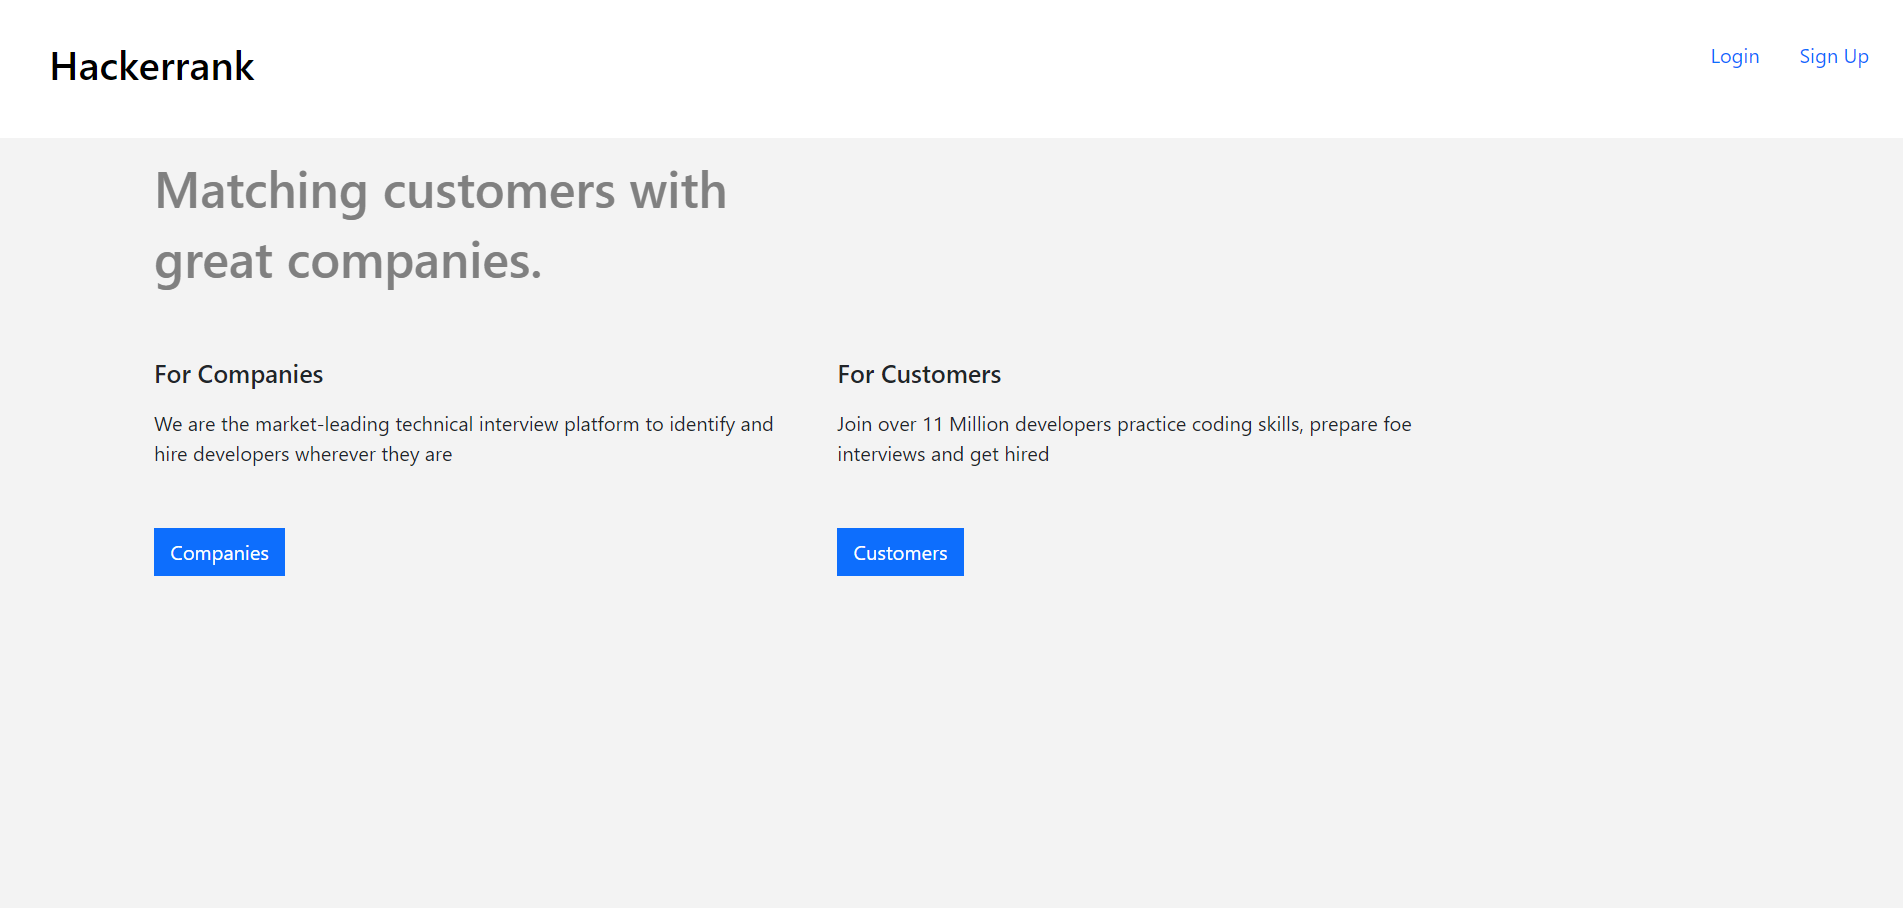 Hackerrank
Login
Sign Up
Matching customers with
great companies.
For Companies
We are the market-leading technical interview platform to identify and
hire developers wherever they are
Companies
For Customers
Join over 11 Million developers practice coding skills, prepare foe
interviews and get hired
Customers